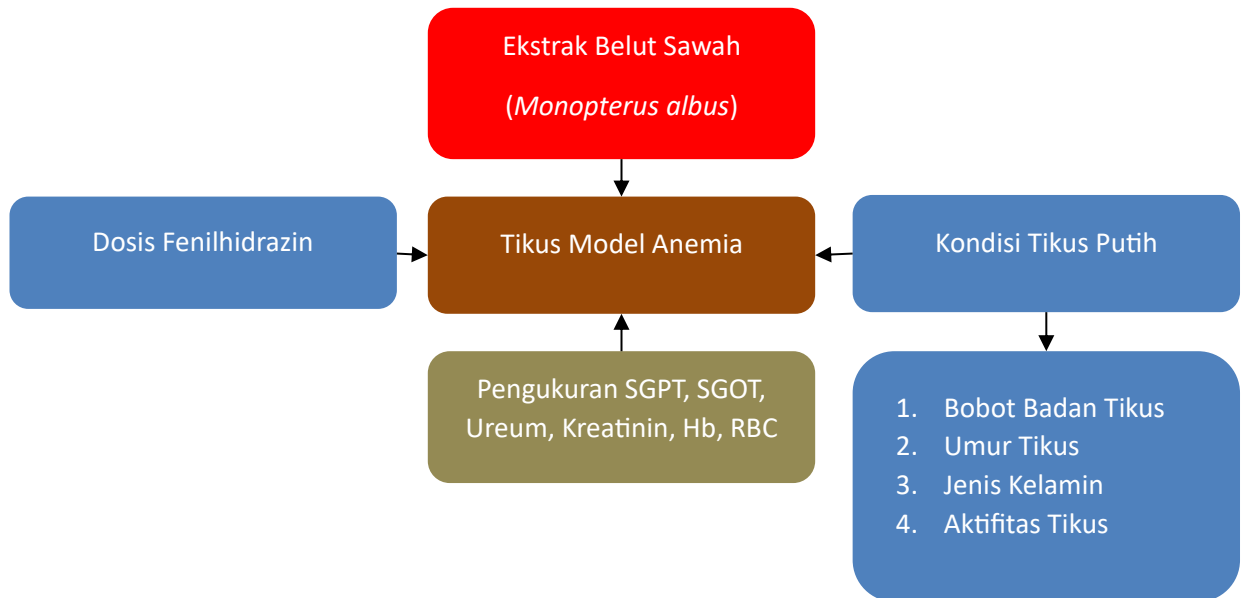 Ekstrak Belut Sawah
(Monopterus albus)
Dosis Fenilhidrazin
Tikus Model Anemia
Kondisi Tikus Putih
Pengukuran SGPT, SGOT,
Ureum, Kreatinin, Hb, RBC
1. Bobot Badan Tikus
2. Umur Tikus
3. Jenis Kelamin
4. Aktifitas Tikus